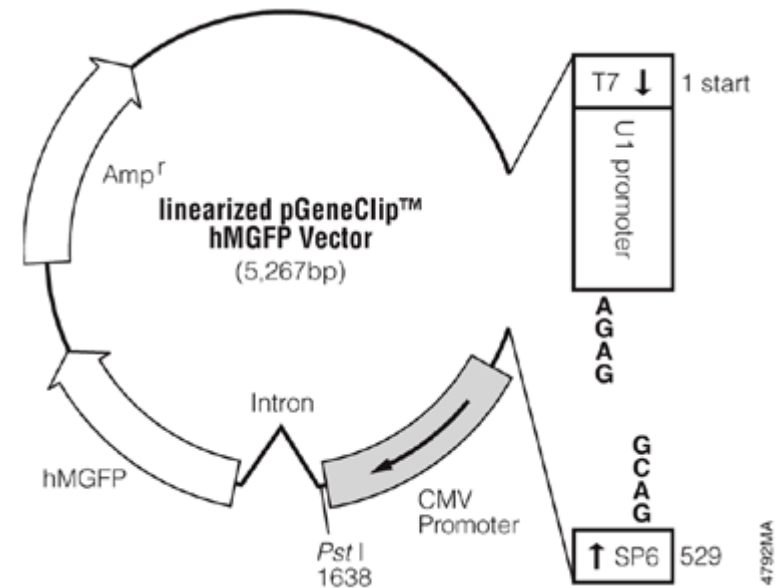 T7 ↓ 1 start
U1 promoter
A
G
A
G
Ampʳ
linearized pGeneClip™
hMGFP Vector
(5,267bp)
Intron
hMGFP
CMV
Promoter
Pst I
1638
G
C
A
G
↑ SP6 529
4792MA